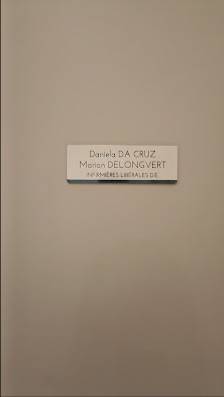 Daniela DA CRUZ
Marion DELONGVERT
INFIRMIÈRES LIBÉRALES D.E.